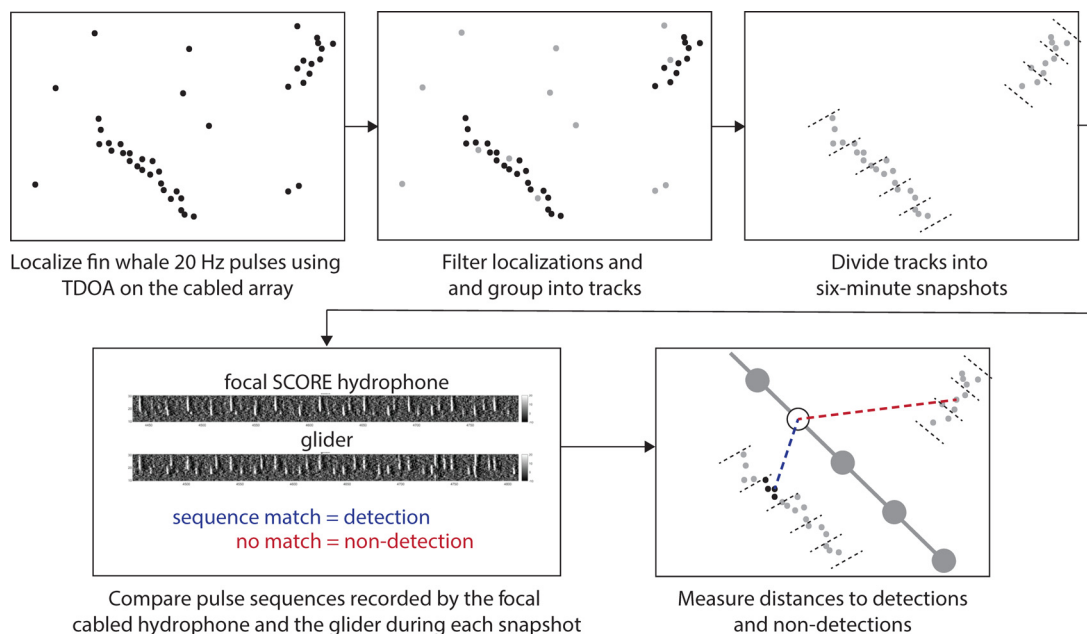 Localize fin whale 20 Hz pulses using
TDOA on the cabled array
Filter localizations and
and group into tracks
Divide tracks into
six-minute snapshots
focal SCORE hydrophone
glider
sequence match = detection
no match = non-detection
Compare pulse sequences recorded by the focal
cabled hydrophone and the glider during each snapshot
Measure distances to detections
and non-detections